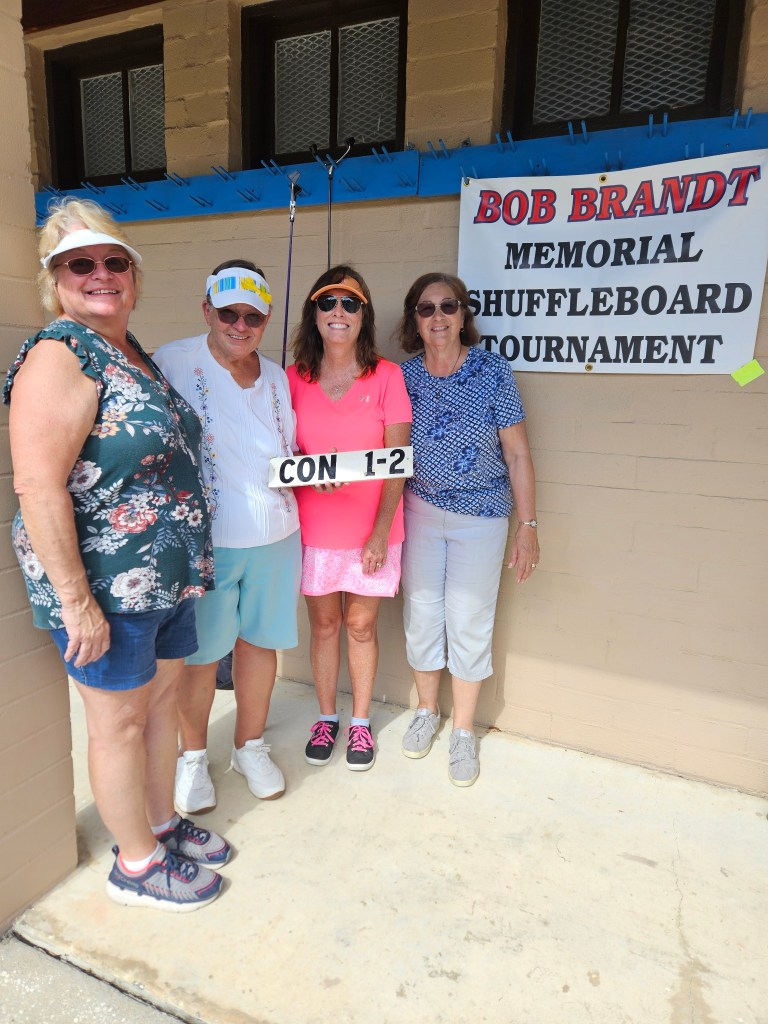 BOB BRANDT
MEMORIAL
SHUFFLEBOARD
TOURNAMENT
CON 1-2